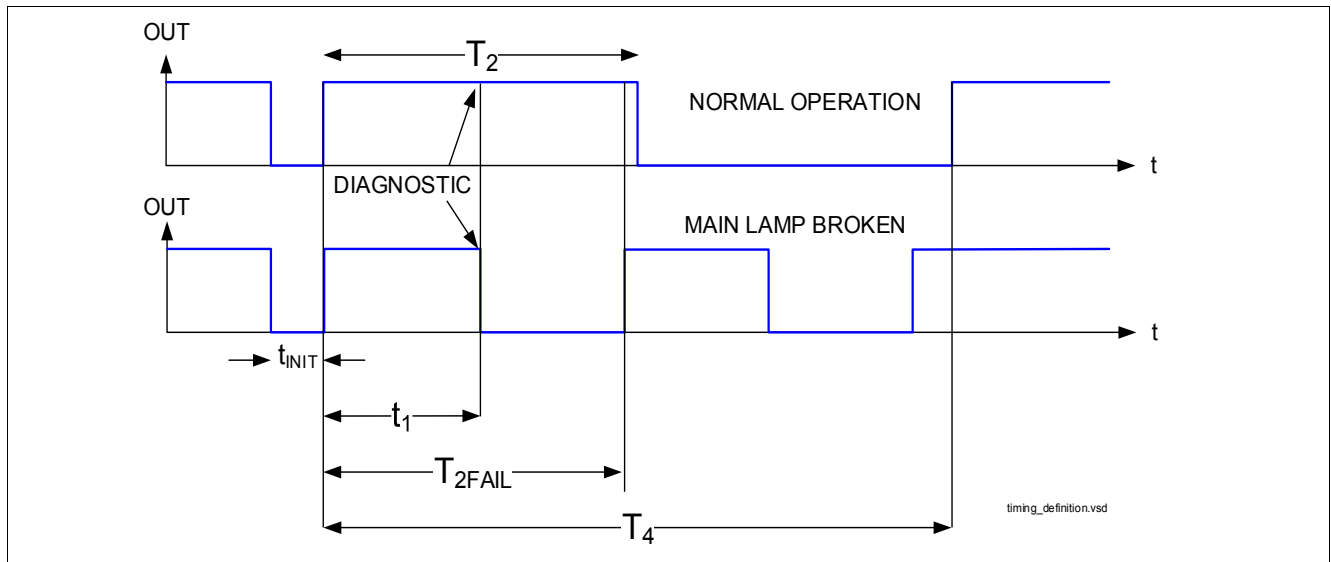 OUT
T2
NORMAL OPERATION
t
DIAGNOSTIC
OUT
MAIN LAMP BROKEN
t
tINIT
t1
T2FAIL
timing_definition.vsd
T4